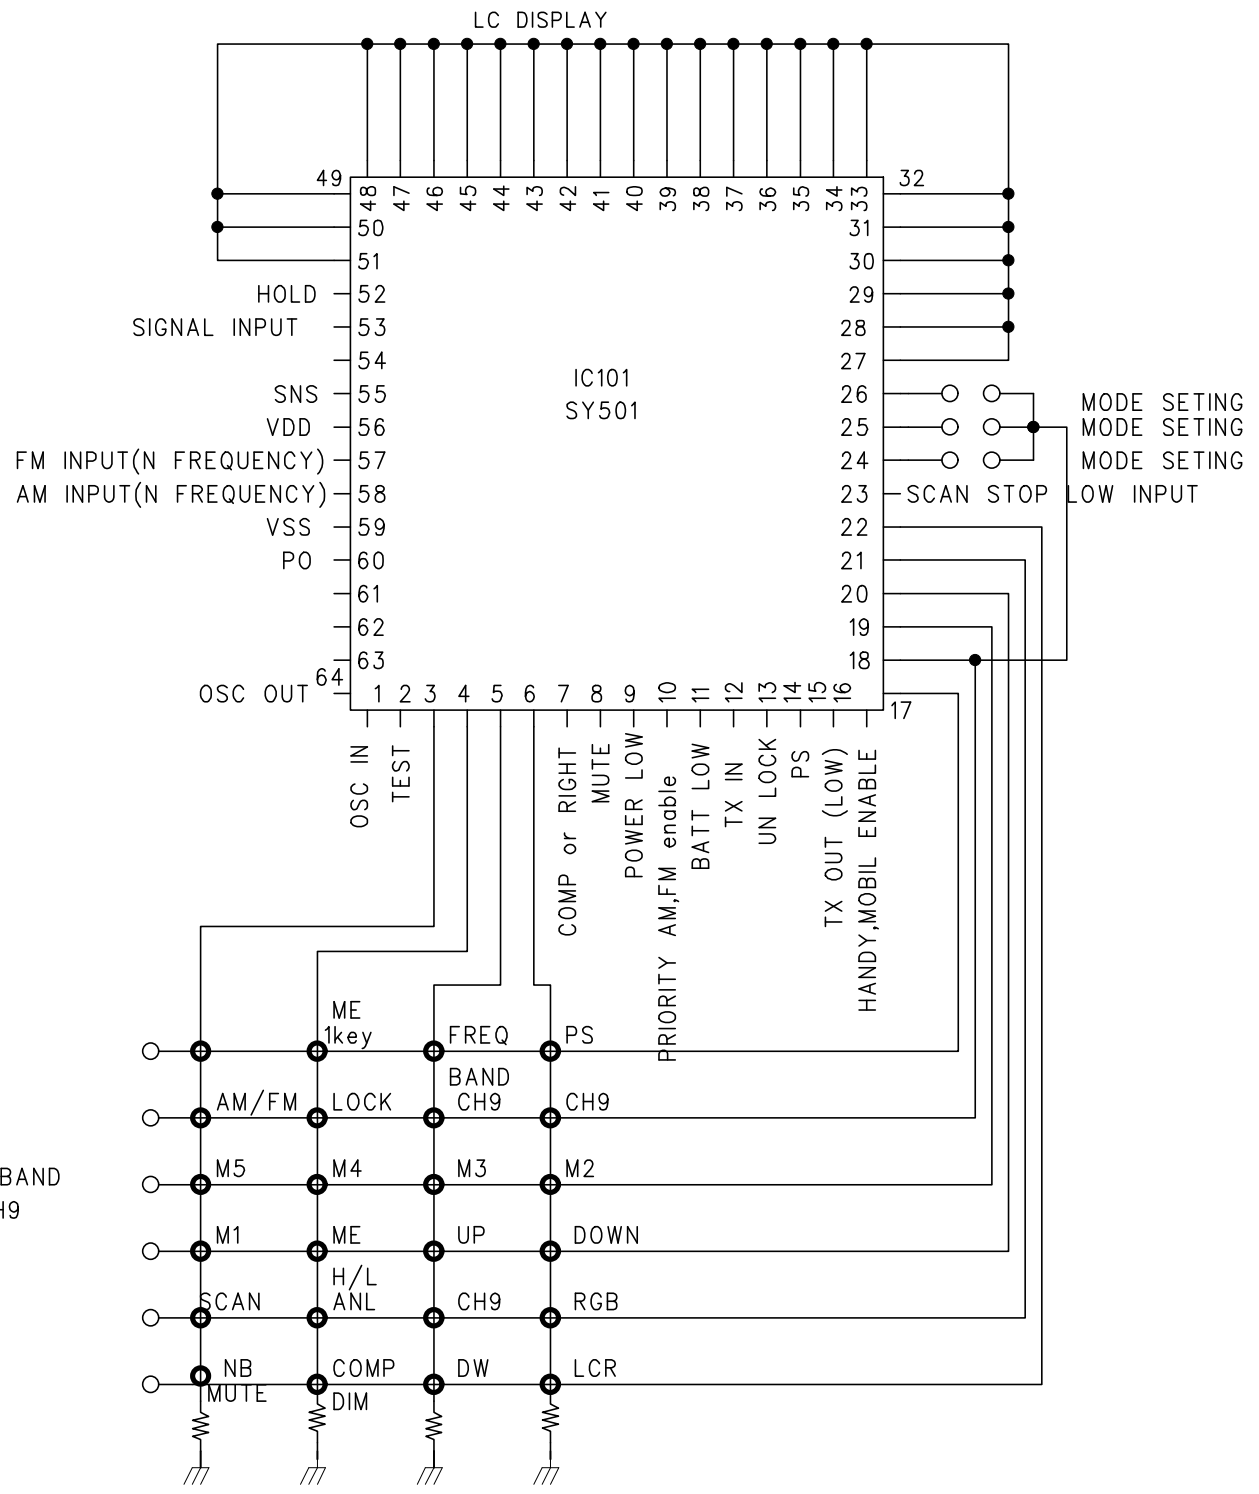 LC DISPLAY
49 48 47 46 45 44 43 42 41 40 39 38 37 36 35 34 33 32
50 31
51 30
HOLD 52 29
SIGNAL INPUT 53 28
54 27
IC101
SY501
SNS 55 26 MODE SETING
VDD 56 25 MODE SETING
FM INPUT(N FREQUENCY) 57 24 MODE SETING
AM INPUT(N FREQUENCY) 58 23 SCAN STOP LOW INPUT
VSS 59 22
PO 60 21
61 20
62 19
63 18
64
OSC OUT 1 2 3 4 5 6 7 8 9 10 11 12 13 14 15 16 17
OSC IN
TEST
COMP or RIGHT
MUTE
POWER LOW
PRIORITY AM,FM enable
BATT LOW
TX IN
UN LOCK
PS
TX OUT (LOW)
HANDY,MOBIL ENABLE
ME
1key FREQ PS
BAND
AM/FM LOCK CH9 CH9
BAND M5 M4 M3 M2
H9
M1 ME UP DOWN
H/L
SCAN ANL CH9 RGB
NB COMP DW LCR
MUTE DIM